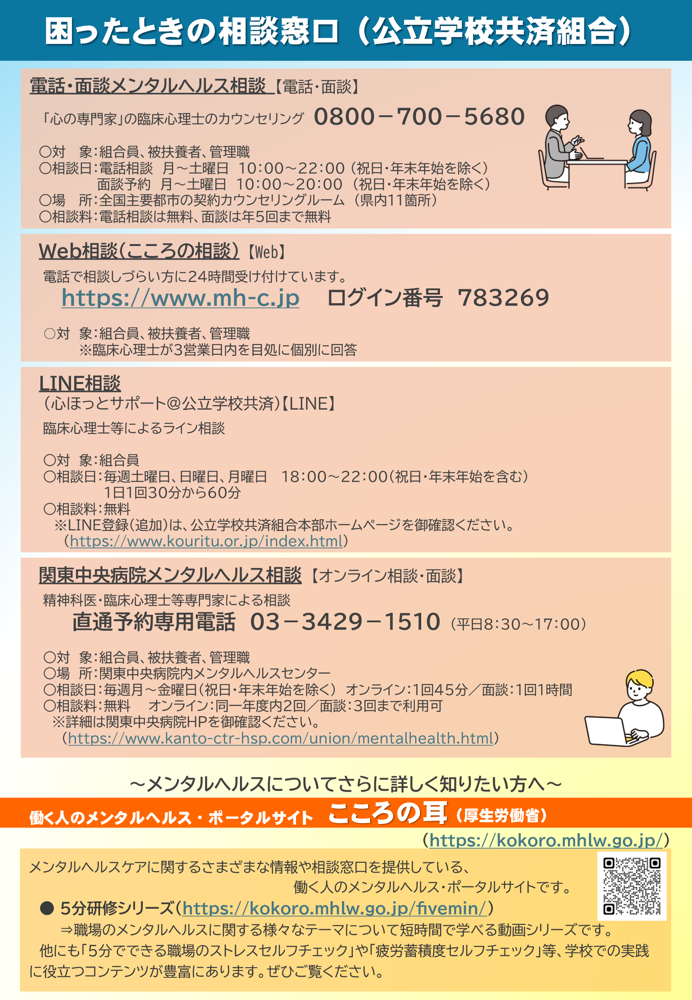 困ったときの相談窓口（公立学校共済組合）
電話・面談メンタルヘルス相談【電話・面談】
「心の専門家」の臨床心理士のカウンセリング　0800－700－5680
○対　象：組合員、被扶養者、管理職
○相談日：電話相談　月～土曜日　10：00～22：00（祝日・年末年始を除く）
面談予約　月～土曜日　10：00～20：00（祝日・年末年始を除く）
○場　所：全国主要都市の契約カウンセリングルーム（県内11箇所）
○相談料：電話相談は無料、面談は年5回まで無料
Web相談（こころの相談）【Web】
電話で相談しづらい方に24時間受け付けています。
https://www.mh-c.jp　ログイン番号　783269
○対　象：組合員、被扶養者、管理職
※臨床心理士が3営業日内を目処に個別に回答
LINE相談
（心ほっとサポート＠公立学校共済）【LINE】
臨床心理士等によるライン相談
○対　象：組合員
○相談日：毎週土曜日、日曜日、月曜日　18：00～22：00（祝日・年末年始を含む）
1日1回30分から60分
○相談料：無料
※LINE登録（追加）は、公立学校共済組合本部ホームページを御確認ください。
（https://www.kouritu.or.jp/index.html）
関東中央病院メンタルヘルス相談　【オンライン相談・面談】
精神科医・臨床心理士等専門家による相談
直通予約専用電話　03－3429－1510（平日8：30～17：00）
○対　象：組合員、被扶養者、管理職
○場　所：関東中央病院内メンタルヘルスセンター
○相談日：毎週月～金曜日（祝日・年末年始を除く）　オンライン：1回45分／面談：1回1時間
○相談料：無料　オンライン：同一年度内2回／面談：3回まで利用可
※詳細は関東中央病院HPを御確認ください。
（https://www.kanto-ctr-hsp.com/union/mentalhealth.html）
～メンタルヘルスについてさらに詳しく知りたい方へ～
働く人のメンタルヘルス・ポータルサイト　こころの耳（厚生労働省）
（https://kokoro.mhlw.go.jp/）
メンタルヘルスケアに関するさまざまな情報や相談窓口を提供している、
働く人のメンタルヘルス・ポータルサイトです。
● 5分研修シリーズ（https://kokoro.mhlw.go.jp/fivemin/）
⇒職場のメンタルヘルスに関する様々なテーマについて短時間で学べる動画シリーズです。
他にも「5分でできる職場のストレスセルフチェック」や「疲労蓄積度セルフチェック」等、学校での実践
に役立つコンテンツが豊富にあります。ぜひご覧ください。